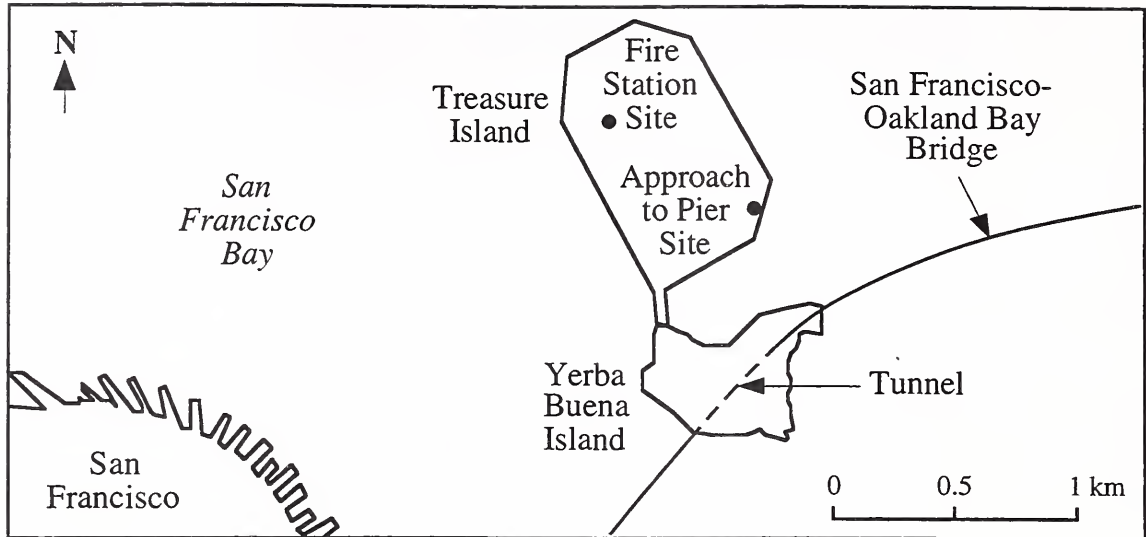 N
Fire
Station
Site
Treasure
Island
San Francisco-
Oakland Bay
Bridge
San
Francisco
Bay
Approach
to Pier
Site
Yerba
Buena
Island
Tunnel
San
Francisco
0 0.5 1 km